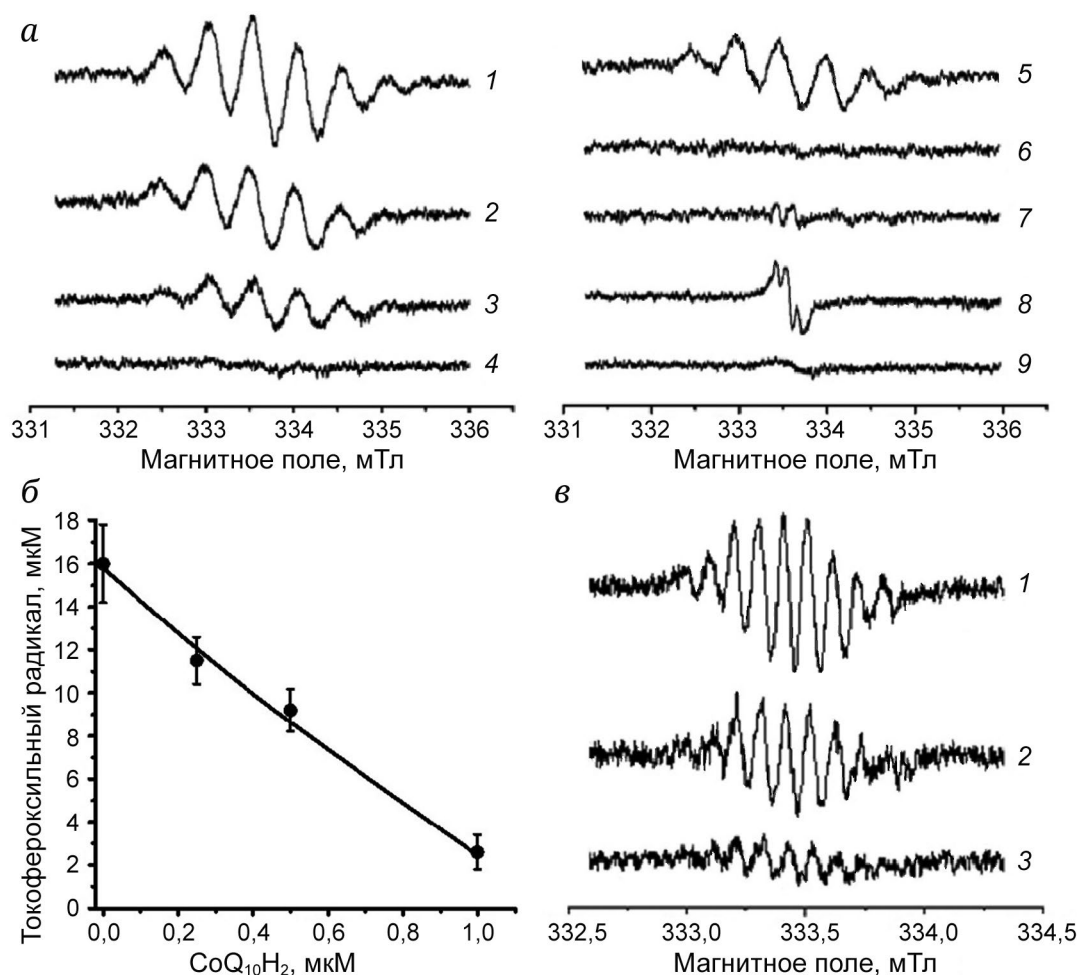 а
1
2
3
4
331 332 333 334 335 336
Магнитное поле, мТл
5
6
7
8
9
331 332 333 334 335 336
Магнитное поле, мТл
б
18
16
14
12
10
8
6
4
2
0
Токофероксильный радикал, мкМ
0,0 0,2 0,4 0,6 0,8 1,0
CoQ₁₀H₂, мкМ
в
1
2
3
332,5 333,0 333,5 334,0 334,5
Магнитное поле, мТл